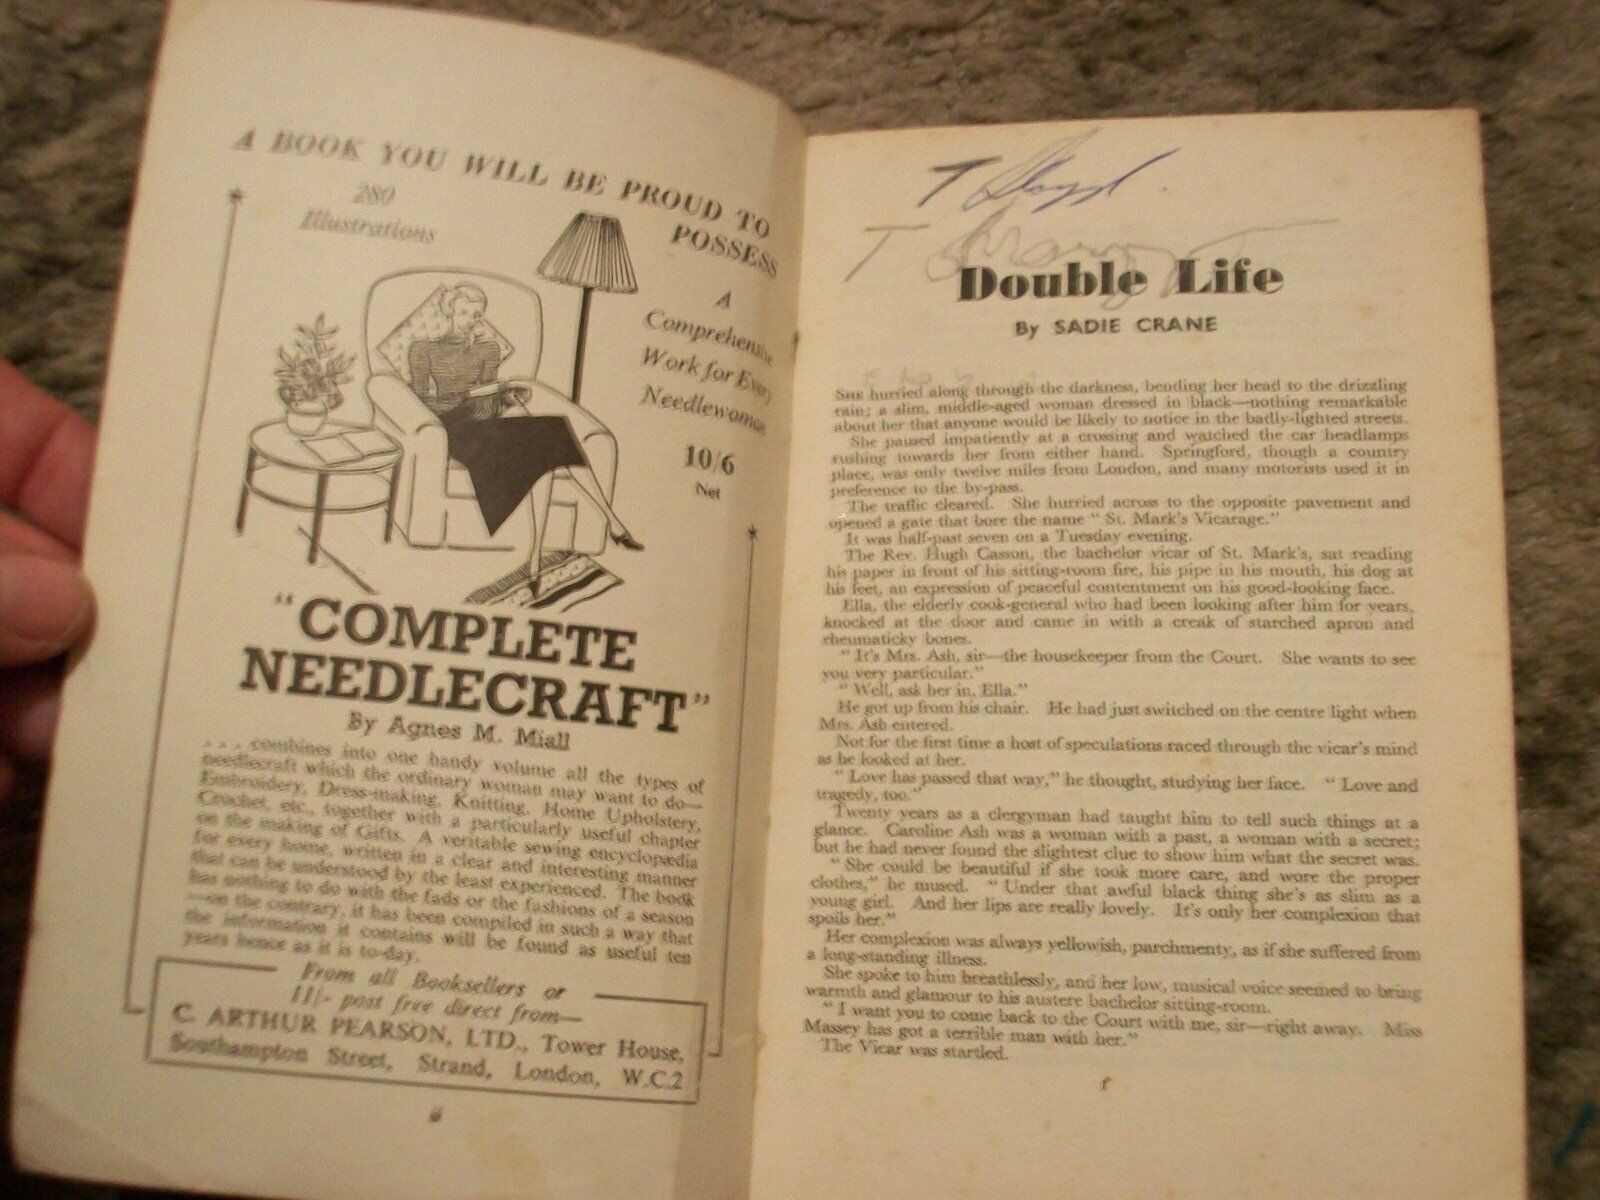 A BOOK YOU WILL BE PROUD TO
POSSESS
280
Illustrations
A
Comprehensive
Work for Every
Needlewoman
10/6
Net
"COMPLETE
NEEDLECRAFT"
By Agnes M. Miall
. . . combines into one handy volume all the types of
needlecraft which the ordinary woman may want to do—
Embroidery, Dress-making, Knitting, Home Upholstery,
Crochet, etc., together with a particularly useful chapter
on the making of Gifts. A veritable sewing encyclopædia
for every home, written in a clear and interesting manner
that can be understood by the least experienced. The book
has nothing to do with the fads or the fashions of a season
—on the contrary, it has been compiled in such a way that
the information it contains will be found as useful ten
years hence as it is to-day.
From all Booksellers or
11/- post free direct from—
C. ARTHUR PEARSON, LTD., Tower House,
Southampton Street, Strand, London, W.C.2
T Lloyd
T
Double Life
By SADIE CRANE
SHE hurried along through the darkness, bending her head to the drizzling
rain; a slim, middle-aged woman dressed in black—nothing remarkable
about her that anyone would be likely to notice in the badly-lighted streets.
She paused impatiently at a crossing and watched the car headlamps
rushing towards her from either hand. Springford, though a country
place, was only twelve miles from London, and many motorists used it in
preference to the by-pass.
The traffic cleared. She hurried across to the opposite pavement and
opened a gate that bore the name " St. Mark's Vicarage."
It was half-past seven on a Tuesday evening.
The Rev. Hugh Casson, the bachelor vicar of St. Mark's, sat reading
his paper in front of his sitting-room fire, his pipe in his mouth, his dog at
his feet, an expression of peaceful contentment on his good-looking face.
Ella, the elderly cook-general who had been looking after him for years,
knocked at the door and came in with a creak of starched apron and
rheumaticky bones.
" It's Mrs. Ash, sir—the housekeeper from the Court. She wants to see
you very particular."
" Well, ask her in, Ella."
He got up from his chair. He had just switched on the centre light when
Mrs. Ash entered.
Not for the first time a host of speculations raced through the vicar's mind
as he looked at her.
" Love has passed that way," he thought, studying her face. " Love and
tragedy, too."
Twenty years as a clergyman had taught him to tell such things at a
glance. Caroline Ash was a woman with a past, a woman with a secret;
but he had never found the slightest clue to show him what the secret was.
" She could be beautiful if she took more care, and wore the proper
clothes," he mused. " Under that awful black thing she's as slim as a
young girl. And her lips are really lovely. It's only her complexion that
spoils her."
Her complexion was always yellowish, parchmenty, as if she suffered from
a long-standing illness.
She spoke to him breathlessly, and her low, musical voice seemed to bring
warmth and glamour to his austere bachelor sitting-room.
" I want you to come back to the Court with me, sir—right away. Miss
Massey has got a terrible man with her."
The Vicar was startled.